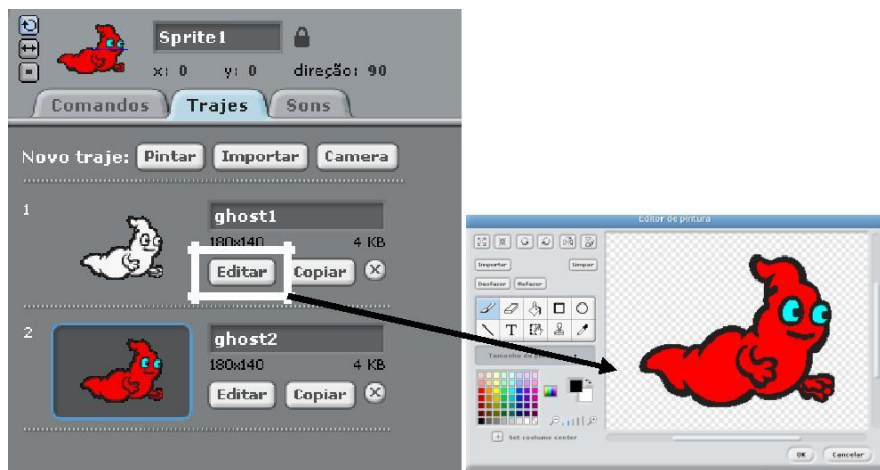 Sprite1
x: 0 y: 0 direção: 90
Comandos Trajes Sons
Novo traje: Pintar Importar Camera
1
ghost1
180x140 4 KB
Editar Copiar
2
ghost2
180x140 4 KB
Editar Copiar
Editor de pintura
Importar Limpar
Desfazer Refazer
T
Tamanho do
Set costume center
OK Cancelar